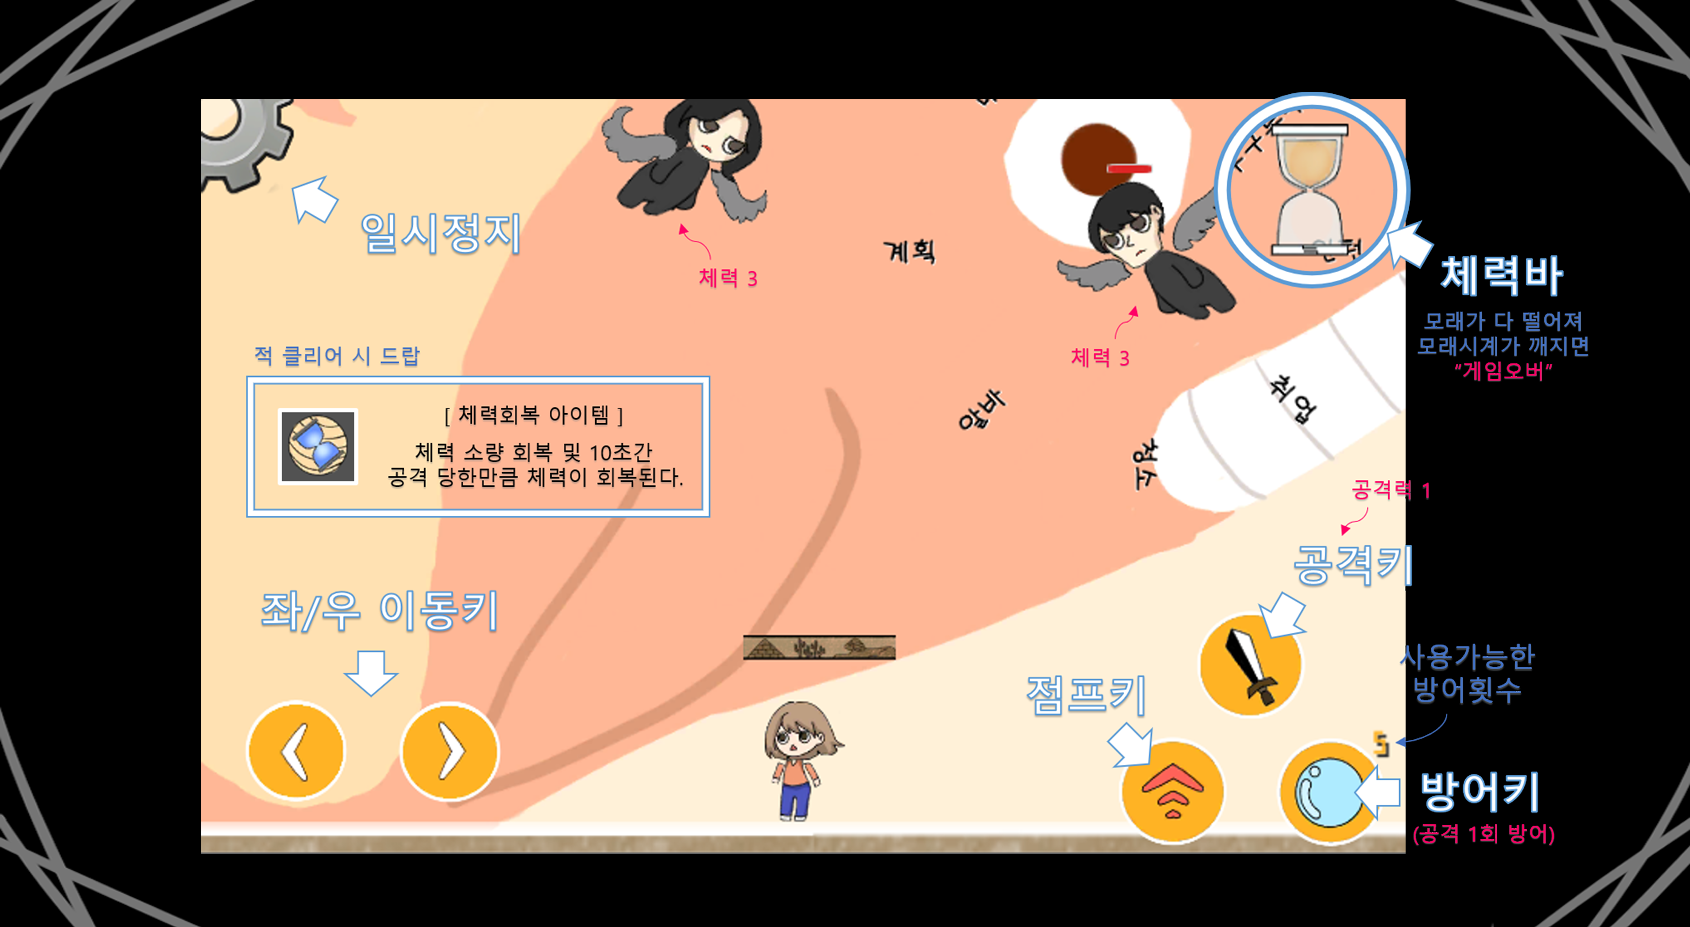 일시정지
체력 3
계획
체력 3
체력바
모래가 다 떨어져
모래시계가 깨지면
"게임오버"
적 클리어 시 드랍
[ 체력회복 아이템 ]
체력 소량 회복 및 10초간
공격 당한만큼 체력이 회복된다.
알바
취업
청소
공격력 1
공격키
좌/우 이동키
사용가능한
방어횟수
점프키
5
방어키
(공격 1회 방어)